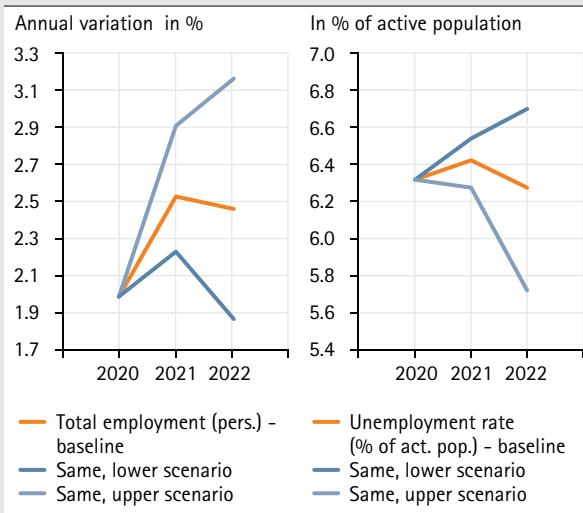 Annual variation  in %
3.3
3.1
2.9
2.7
2.5
2.3
2.1
1.9
1.7
2020 2021 2022
Total employment (pers.) -
baseline
Same, lower scenario
Same, upper scenario
In % of active population
7.0
6.8
6.6
6.4
6.2
6.0
5.8
5.6
5.4
2020 2021 2022
Unemployment rate
(% of act. pop.) - baseline
Same, lower scenario
Same, upper scenario